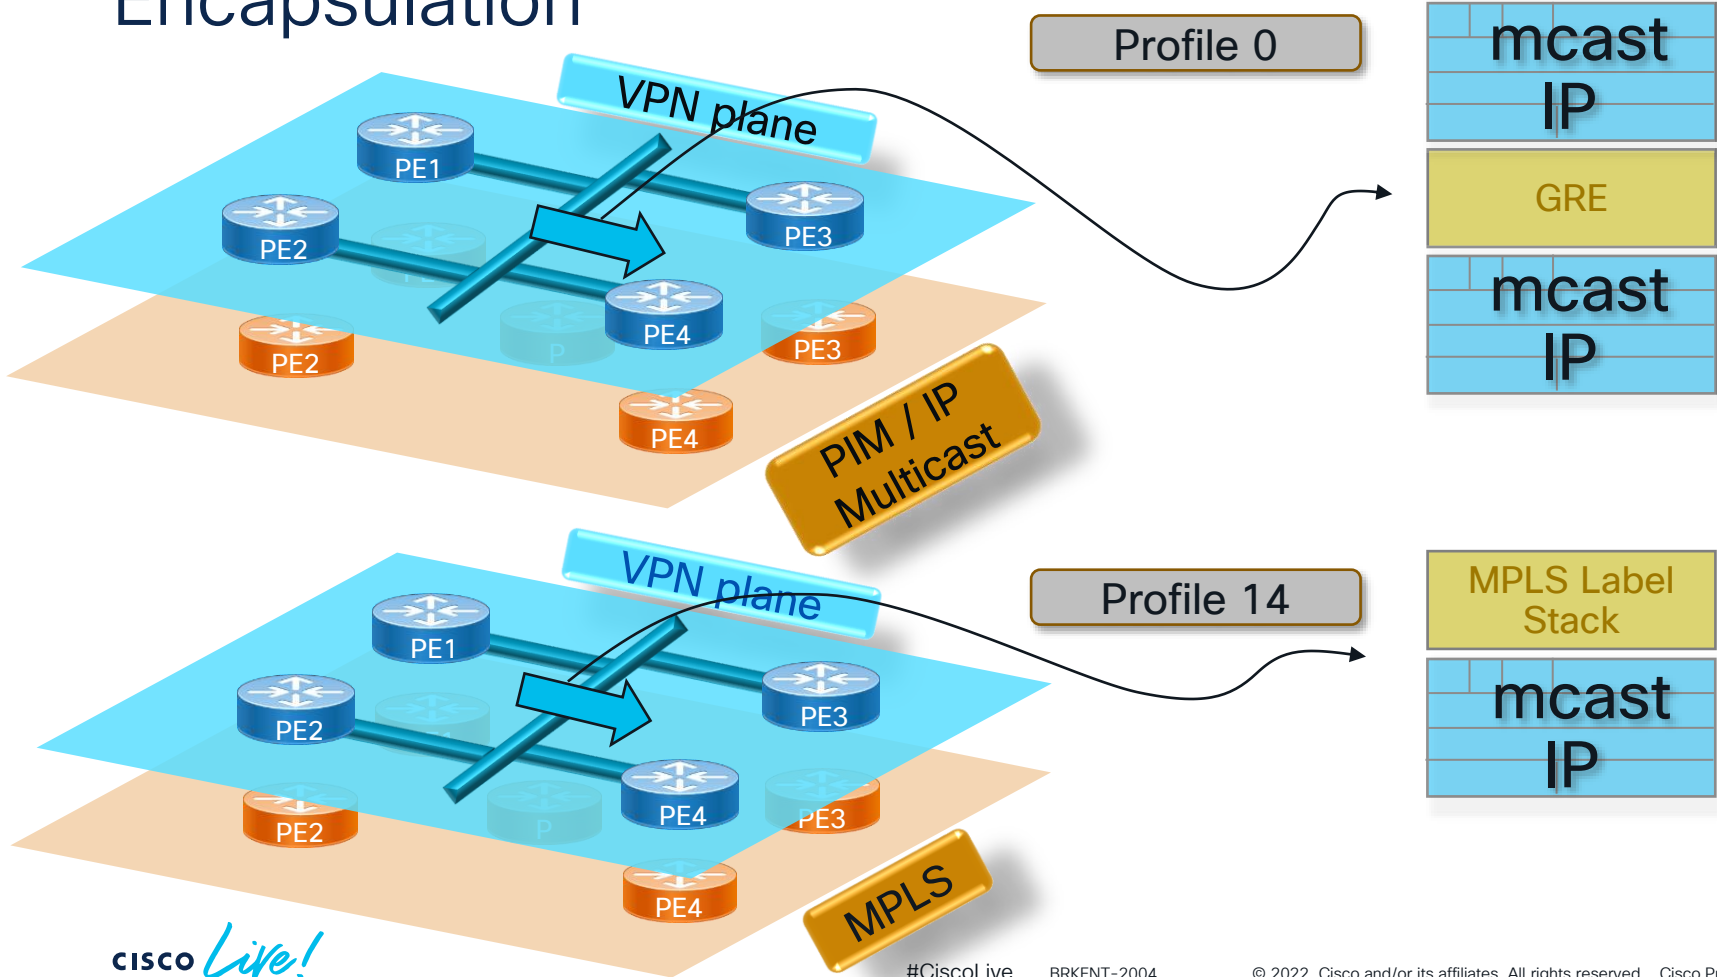 Encapsulation
VPN plane
PE1
PE2
PE3
PE4
P
PE2
PE3
PE4
PIM / IP
Multicast
Profile 0
mcast
IP
GRE
mcast
IP
VPN plane
PE1
PE2
PE3
PE4
P
PE2
PE3
PE4
MPLS
Profile 14
MPLS Label
Stack
mcast
IP
CISCO Live!
#CiscoLive
BRKENT-2004
© 2022 Cisco and/or its affiliates. All rights reserved. Cisco